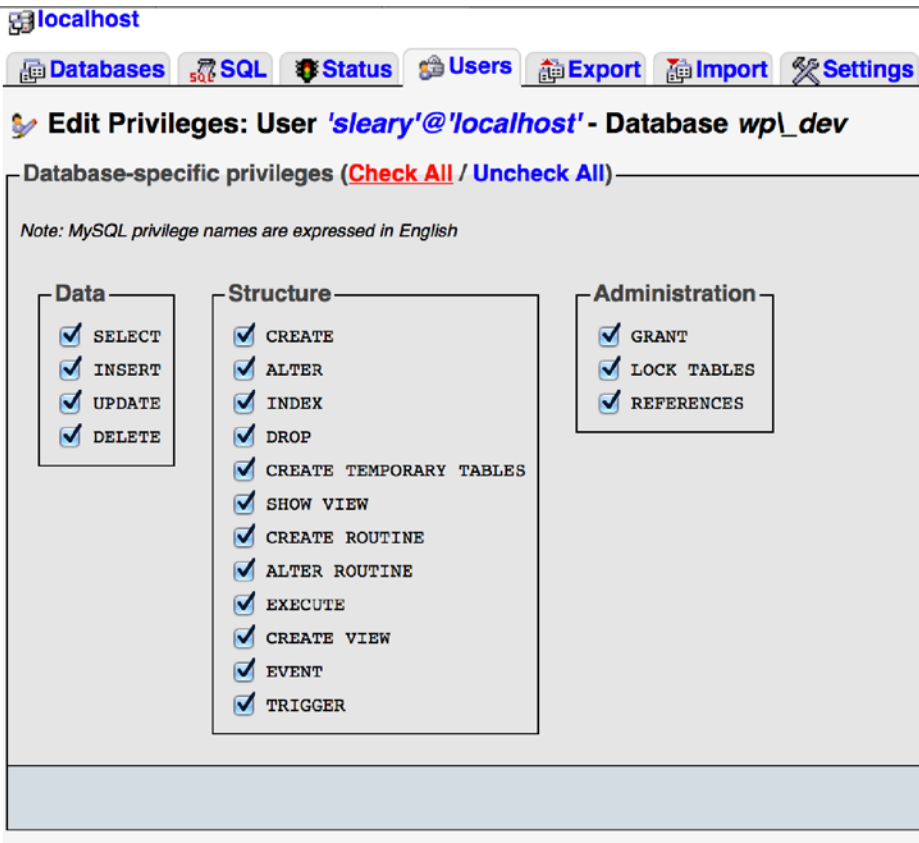 localhost
Databases SQL Status Users Export Import Settings
Edit Privileges: User 'sleary'@'localhost' - Database wp\_dev
Database-specific privileges (Check All / Uncheck All)
Note: MySQL privilege names are expressed in English
Data
SELECT
INSERT
UPDATE
DELETE
Structure
CREATE
ALTER
INDEX
DROP
CREATE TEMPORARY TABLES
SHOW VIEW
CREATE ROUTINE
ALTER ROUTINE
EXECUTE
CREATE VIEW
EVENT
TRIGGER
Administration
GRANT
LOCK TABLES
REFERENCES